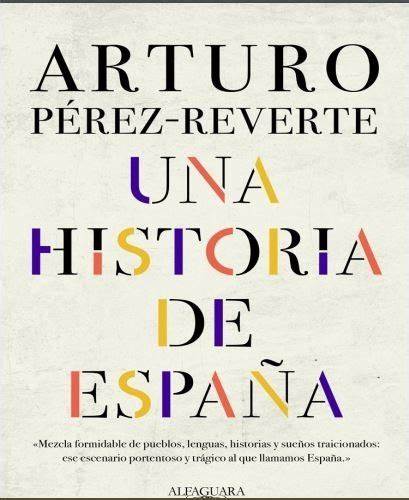 ARTURO
PÉREZ-REVERTE
UNA
HISTORIA
DE
ESPAÑA
«Mezcla formidable de pueblos, lenguas, historias y sueños traicionados:
ese escenario portentoso y trágico al que llamamos España.»
ALFAGUARA